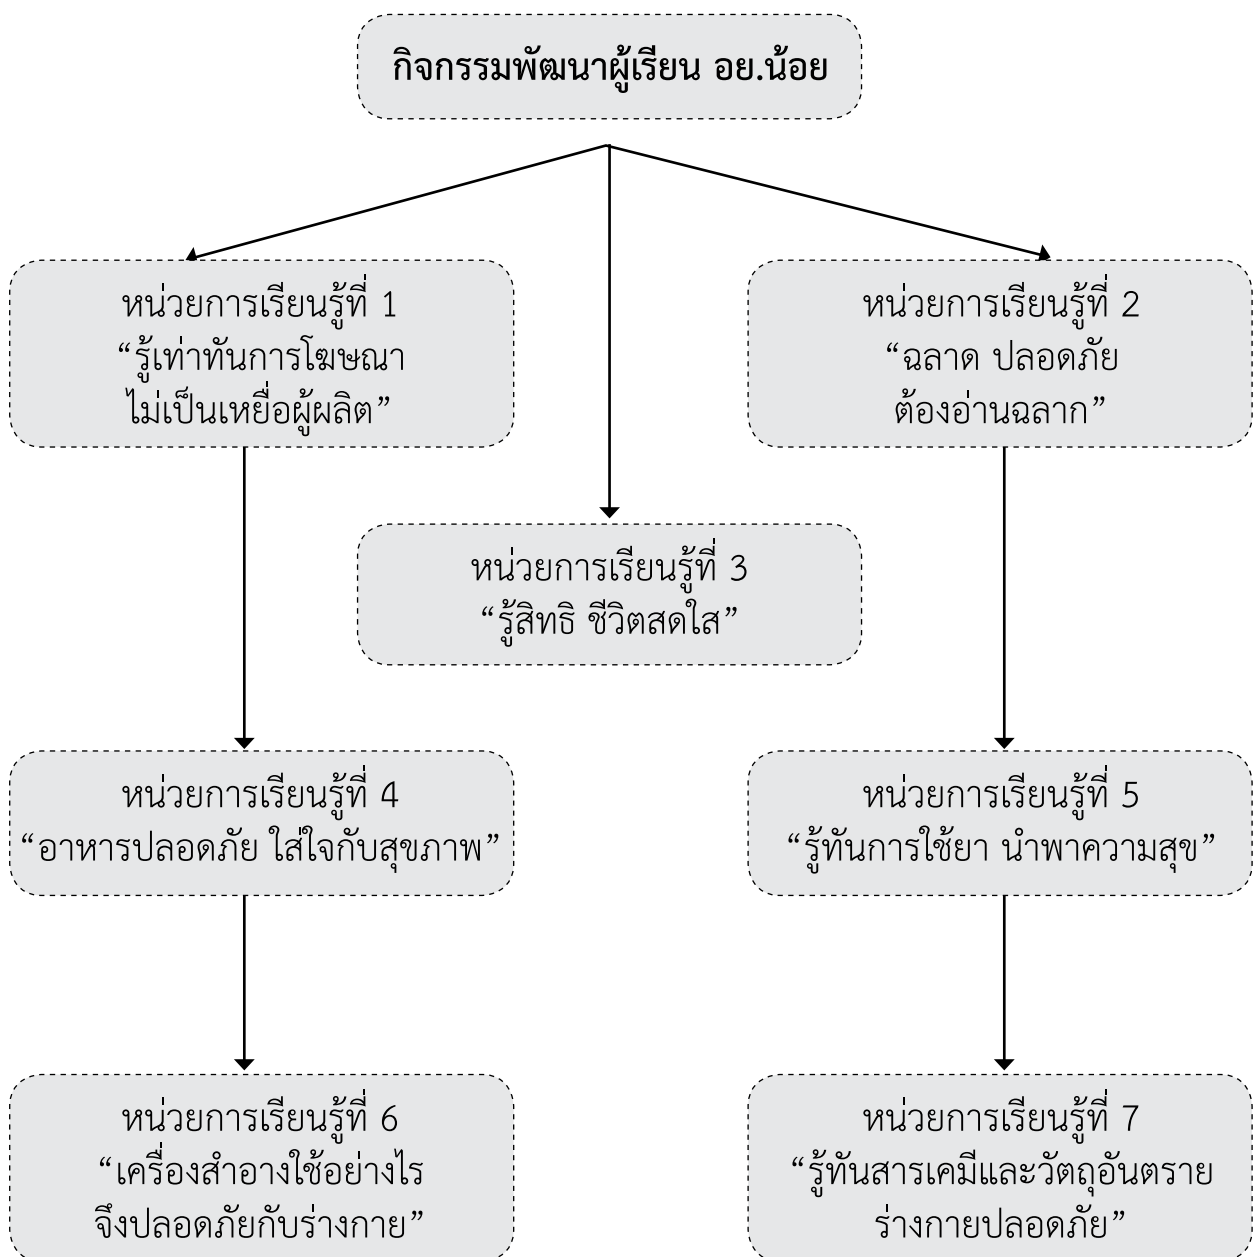 กิจกรรมพัฒนาผู้เรียน อย.น้อย
หน่วยการเรียนรู้ที่ 1
“รู้เท่าทันการโฆษณา
ไม่เป็นเหยื่อผู้ผลิต”
หน่วยการเรียนรู้ที่ 2
“ฉลาด ปลอดภัย
ต้องอ่านฉลาก”
หน่วยการเรียนรู้ที่ 3
“รู้สิทธิ ชีวิตสดใส”
หน่วยการเรียนรู้ที่ 4
“อาหารปลอดภัย ใส่ใจกับสุขภาพ”
หน่วยการเรียนรู้ที่ 5
“รู้ทันการใช้ยา นำพาความสุข”
หน่วยการเรียนรู้ที่ 6
“เครื่องสำอางใช้อย่างไร
จึงปลอดภัยกับร่างกาย”
หน่วยการเรียนรู้ที่ 7
“รู้ทันสารเคมีและวัตถุอันตราย
ร่างกายปลอดภัย”